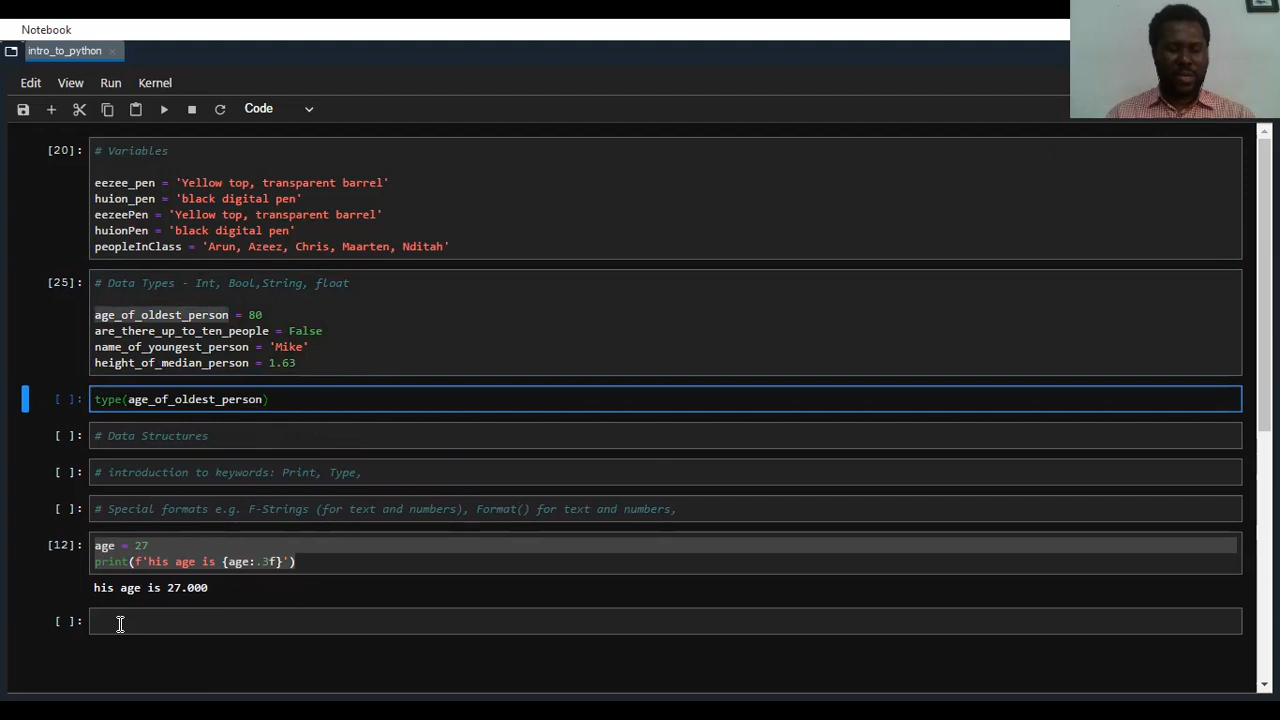 Notebook
intro_to_python
Edit View Run Kernel
Code
[20]: # Variables
eezee_pen = 'Yellow top, transparent barrel'
huion_pen = 'black digital pen'
eezeePen = 'Yellow top, transparent barrel'
huionPen = 'black digital pen'
peopleInClass = 'Arun, Azeez, Chris, Maarten, Nditah'
[25]: # Data Types - Int, Bool,String, float
age_of_oldest_person = 80
are_there_up_to_ten_people = False
name_of_youngest_person = 'Mike'
height_of_median_person = 1.63
[ ]: type(age_of_oldest_person)
[ ]: # Data Structures
[ ]: # introduction to keywords: Print, Type,
[ ]: # Special formats e.g. F-Strings (for text and numbers), Format() for text and numbers,
[12]: age = 27
print(f'his age is {age:.3f}')
his age is 27.000
[ ]: